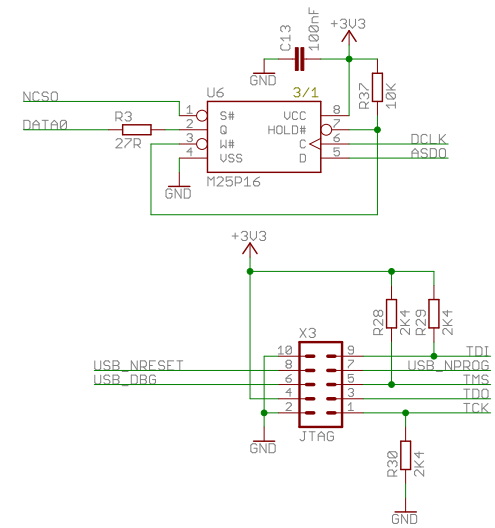 +3V3
C13
100nF
GND
U6
3/1
R37
10K
NCSO
1
S#
VCC
8
DATA0
R3
27R
2
Q
HOLD#
7
3
W#
C
6
DCLK
4
VSS
D
5
ASDO
M25P16
GND
+3V3
R28
2K4
R29
2K4
X3
10
9
TDI
USB_NRESET
8
7
USB_NPROG
USB_DBG
6
5
TMS
4
3
TDO
2
1
TCK
JTAG
GND
R30
2K4
GND